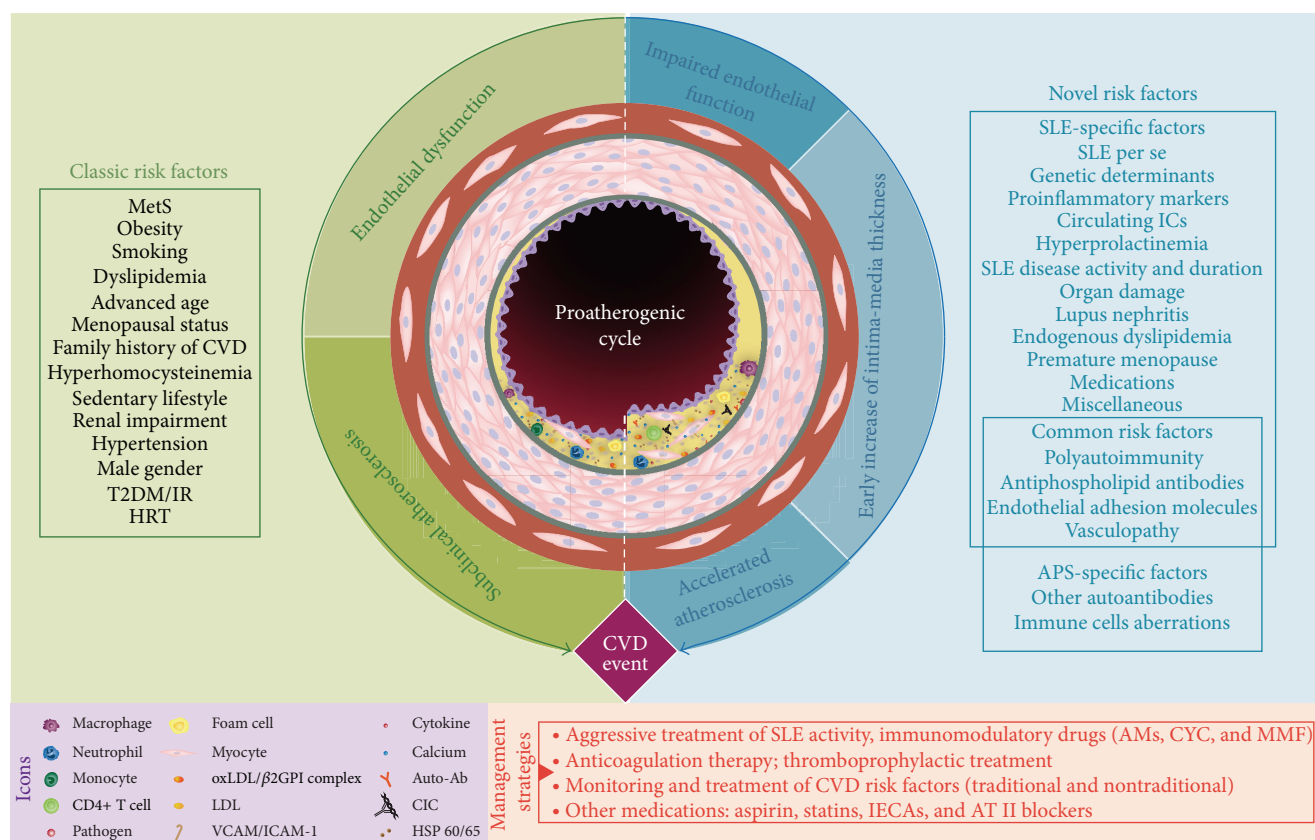 Classic risk factors
MetS
Obesity
Smoking
Dyslipidemia
Advanced age
Menopausal status
Family history of CVD
Hyperhomocysteinemia
Sedentary lifestyle
Renal impairment
Hypertension
Male gender
T2DM/IR
HRT
Endothelial dysfunction
Subclinical atherosclerosis
Impaired endothelial
function
Early increase of intima-media thickness
Accelerated
atherosclerosis
Proatherogenic
cycle
CVD
event
Novel risk factors
SLE-specific factors
SLE per se
Genetic determinants
Proinflammatory markers
Circulating ICs
Hyperprolactinemia
SLE disease activity and duration
Organ damage
Lupus nephritis
Endogenous dyslipidemia
Premature menopause
Medications
Miscellaneous
Common risk factors
Polyautoimmunity
Antiphospholipid antibodies
Endothelial adhesion molecules
Vasculopathy
APS-specific factors
Other autoantibodies
Immune cells aberrations
Icons
Macrophage
Neutrophil
Monocyte
CD4+ T cell
Pathogen
Foam cell
Myocyte
oxLDL/β2GPI complex
LDL
VCAM/ICAM-1
Cytokine
Calcium
Auto-Ab
CIC
HSP 60/65
Management
strategies
• Aggressive treatment of SLE activity, immunomodulatory drugs (AMs, CYC, and MMF)
• Anticoagulation therapy; thromboprophylactic treatment
• Monitoring and treatment of CVD risk factors (traditional and nontraditional)
• Other medications: aspirin, statins, IECAs, and AT II blockers